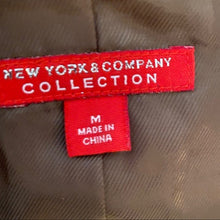 NEW YORK & COMPANY
COLLECTION
M
MADE IN
CHINA